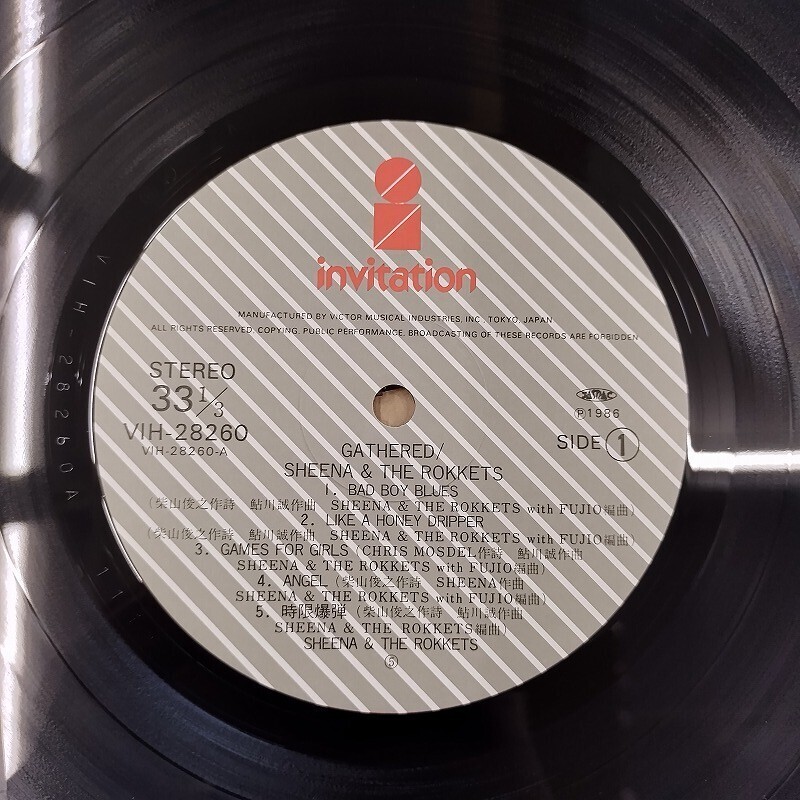 invitation
MANUFACTURED BY VICTOR MUSICAL INDUSTRIES, INC., TOKYO, JAPAN
ALL RIGHTS RESERVED. COPYING, PUBLIC PERFORMANCE, BROADCASTING OF THESE RECORDS ARE FORBIDDEN
STEREO
33 1/3
VIH-28260
VIH-28260-A
JASRAC
Ⓟ1986
SIDE ①
GATHERED/
SHEENA & THE ROKKETS
1. BAD BOY BLUES
(柴山俊之作詩 鮎川誠作曲 SHEENA & THE ROKKETS with FUJIO編曲)
2. LIKE A HONEY DRIPPER
(柴山俊之作詩 鮎川誠作曲 SHEENA & THE ROKKETS with FUJIO編曲)
3. GAMES FOR GIRLS (CHRIS MOSDEL作詩 鮎川誠作曲
SHEENA & THE ROKKETS with FUJIO編曲)
4. ANGEL (柴山俊之作詩 SHEENA作曲
SHEENA & THE ROKKETS with FUJIO編曲)
5. 時限爆弾 (柴山俊之作詩 鮎川誠作曲
SHEENA & THE ROKKETS編曲)
SHEENA & THE ROKKETS
⑤
VIH-28260A 11